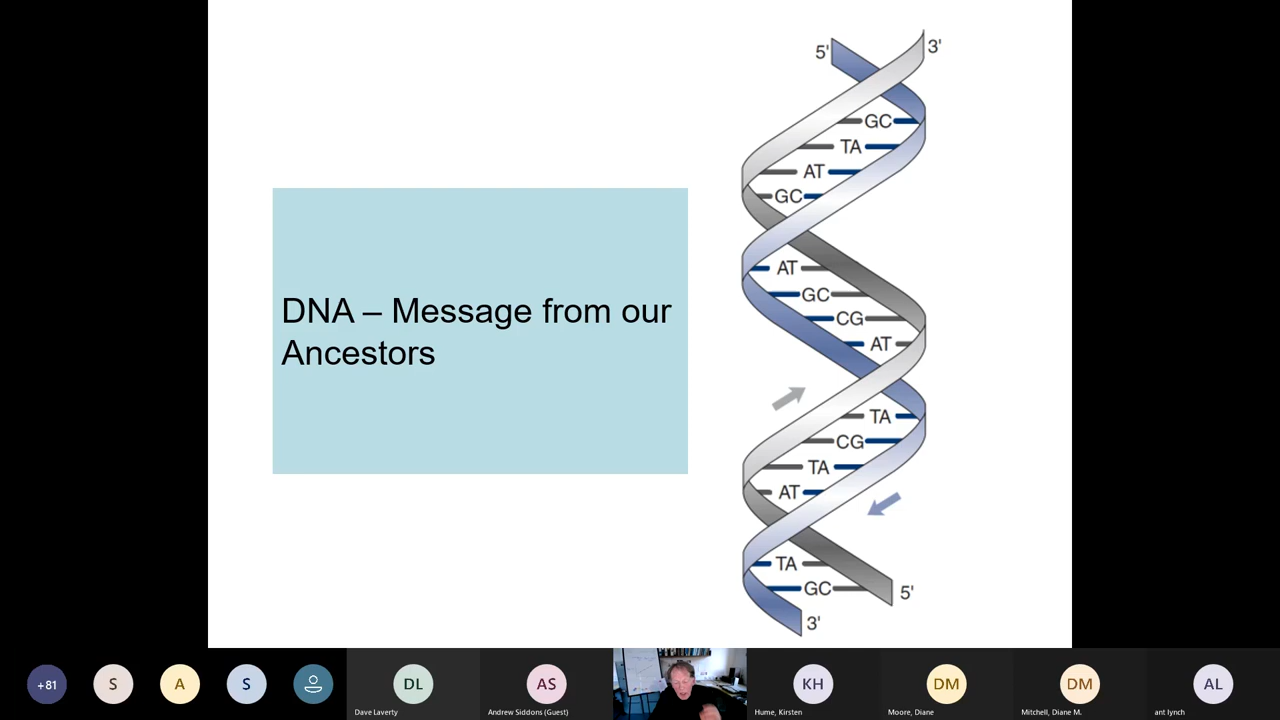 5'
3'
GC
TA
AT
GC
AT
GC
CG
AT
TA
CG
TA
AT
TA
GC
5'
3'
DNA – Message from our
Ancestors
+81
S
A
S
DL
Dave Laverty
AS
Andrew Siddons (Guest)
KH
Hume, Kirsten
DM
Moore, Diane
DM
Mitchell, Diane M.
AL
ant lynch